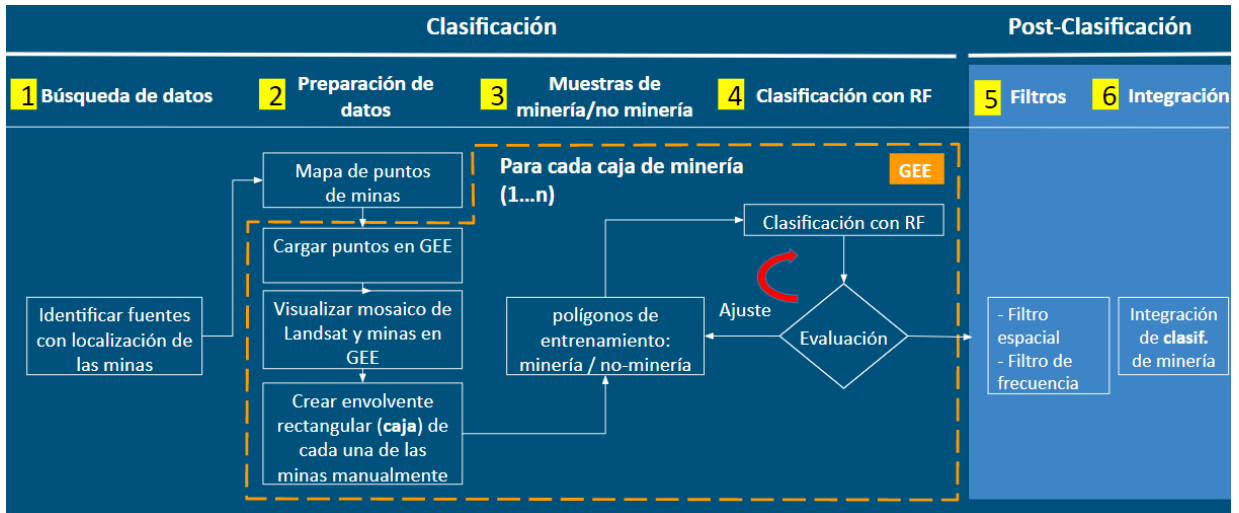 Clasificación
Post-Clasificación
1 Búsqueda de datos
2 Preparación de
datos
3 Muestras de
minería/no minería
4 Clasificación con RF
5 Filtros
6 Integración
Identificar fuentes
con localización de
las minas
Mapa de puntos
de minas
Cargar puntos en GEE
Visualizar mosaico de
Landsat y minas en
GEE
Crear envolvente
rectangular (caja) de
cada una de las
minas manualmente
Para cada caja de minería
(1...n)
GEE
polígonos de
entrenamiento:
minería / no-minería
Clasificación con RF
Ajuste
Evaluación
- Filtro
espacial
- Filtro de
frecuencia
Integración
de clasif.
de minería